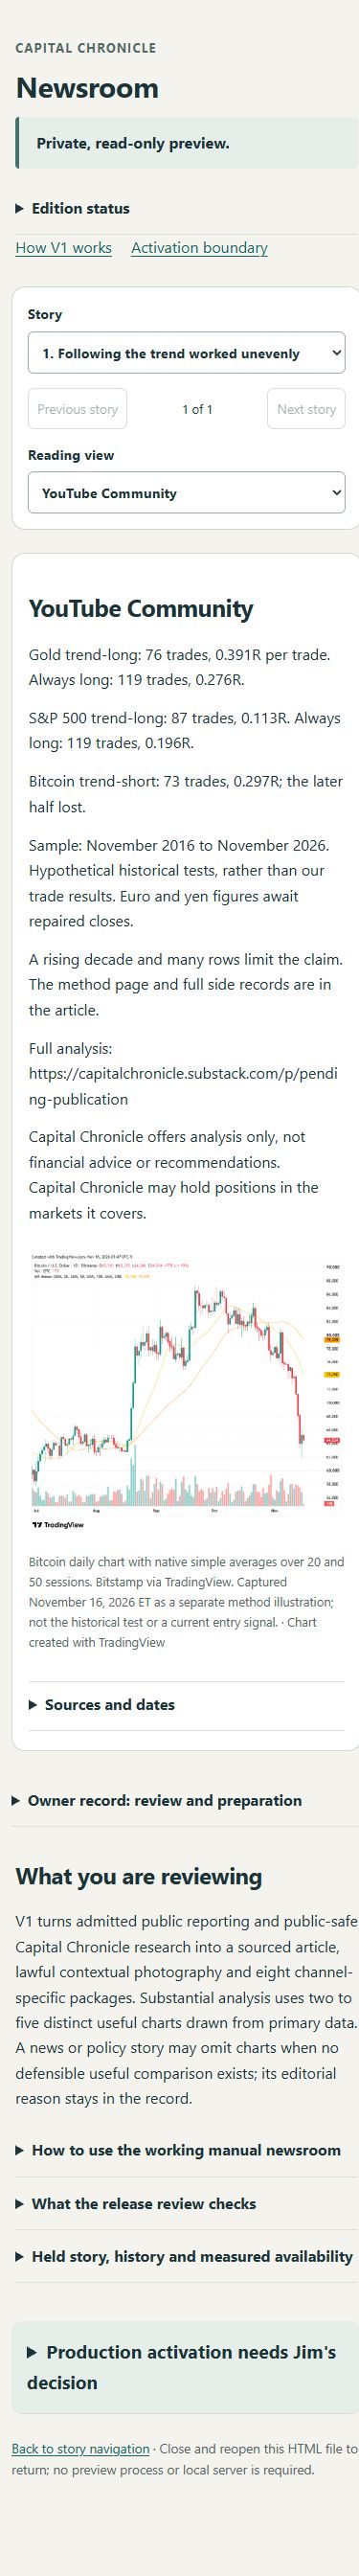 CAPITAL CHRONICLE
Newsroom
Private, read-only preview.
Edition status
How V1 works Activation boundary
Story
1. Following the trend worked unevenly
Previous story 1 of 1 Next story
Reading view
YouTube Community
YouTube Community
Gold trend-long: 76 trades, 0.391R per trade.
Always long: 119 trades, 0.276R.
S&P 500 trend-long: 87 trades, 0.113R. Always
long: 119 trades, 0.196R.
Bitcoin trend-short: 73 trades, 0.297R; the later
half lost.
Sample: November 2016 to November 2026.
Hypothetical historical tests, rather than our
trade results. Euro and yen figures await
repaired closes.
A rising decade and many rows limit the claim.
The method page and full side records are in
the article.
Full analysis:
https://capitalchronicle.substack.com/p/pendi
ng-publication
Capital Chronicle offers analysis only, not
financial advice or recommendations.
Capital Chronicle may hold positions in the
markets it covers.
TradingView
Bitcoin daily chart with native simple averages over 20 and
50 sessions. Bitstamp via TradingView. Captured
November 16, 2026 ET as a separate method illustration;
not the historical test or a current entry signal. · Chart
created with TradingView
Sources and dates
Owner record: review and preparation
What you are reviewing
V1 turns admitted public reporting and public-safe
Capital Chronicle research into a sourced article,
lawful contextual photography and eight channel-
specific packages. Substantial analysis uses two to
five distinct useful charts drawn from primary data.
A news or policy story may omit charts when no
defensible useful comparison exists; its editorial
reason stays in the record.
How to use the working manual newsroom
What the release review checks
Held story, history and measured availability
Production activation needs Jim's
decision
Back to story navigation · Close and reopen this HTML file to
return; no preview process or local server is required.